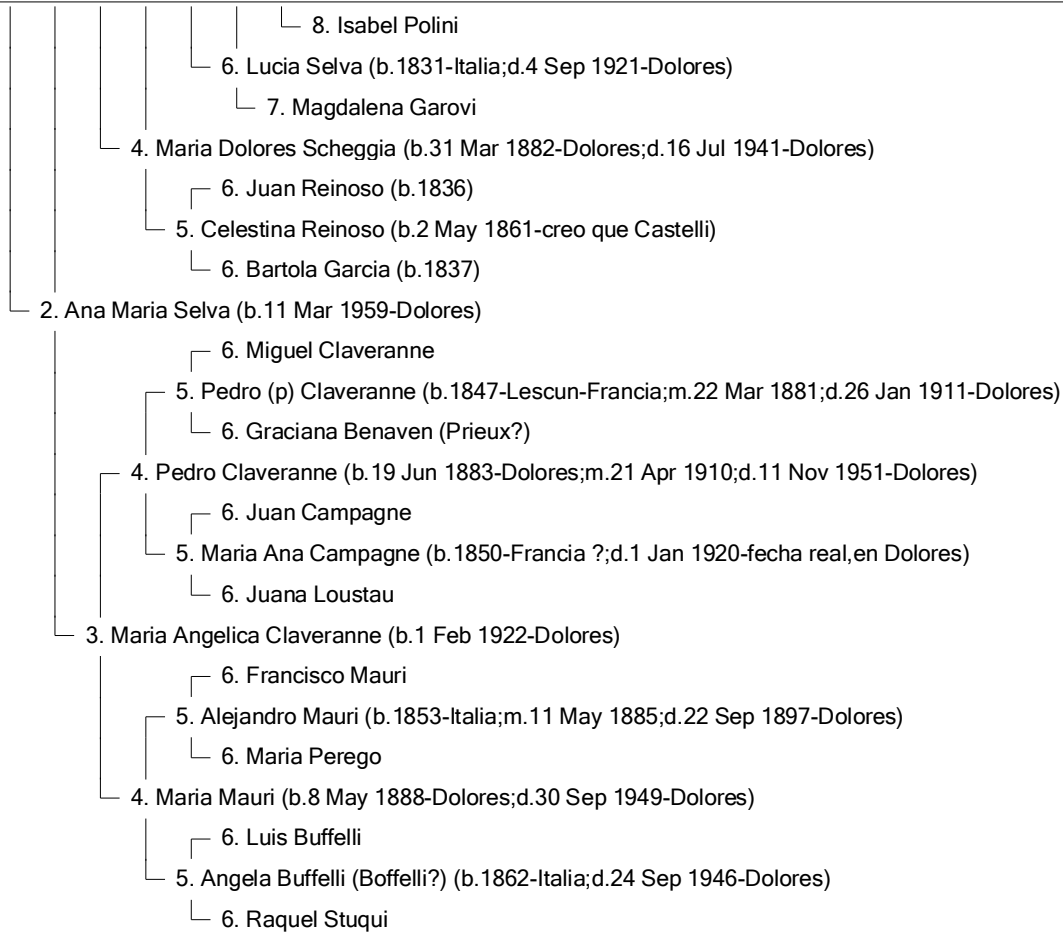 8. Isabel Polini
6. Lucia Selva (b.1831-Italia;d.4 Sep 1921-Dolores)
7. Magdalena Garovi
4. Maria Dolores Scheggia (b.31 Mar 1882-Dolores;d.16 Jul 1941-Dolores)
6. Juan Reinoso (b.1836)
5. Celestina Reinoso (b.2 May 1861-creo que Castelli)
6. Bartola Garcia (b.1837)
2. Ana Maria Selva (b.11 Mar 1959-Dolores)
6. Miguel Claveranne
5. Pedro (p) Claveranne (b.1847-Lescun-Francia;m.22 Mar 1881;d.26 Jan 1911-Dolores)
6. Graciana Benaven (Prieux?)
4. Pedro Claveranne (b.19 Jun 1883-Dolores;m.21 Apr 1910;d.11 Nov 1951-Dolores)
6. Juan Campagne
5. Maria Ana Campagne (b.1850-Francia ?;d.1 Jan 1920-fecha real,en Dolores)
6. Juana Loustau
3. Maria Angelica Claveranne (b.1 Feb 1922-Dolores)
6. Francisco Mauri
5. Alejandro Mauri (b.1853-Italia;m.11 May 1885;d.22 Sep 1897-Dolores)
6. Maria Perego
4. Maria Mauri (b.8 May 1888-Dolores;d.30 Sep 1949-Dolores)
6. Luis Buffelli
5. Angela Buffelli (Boffelli?) (b.1862-Italia;d.24 Sep 1946-Dolores)
6. Raquel Stuqui